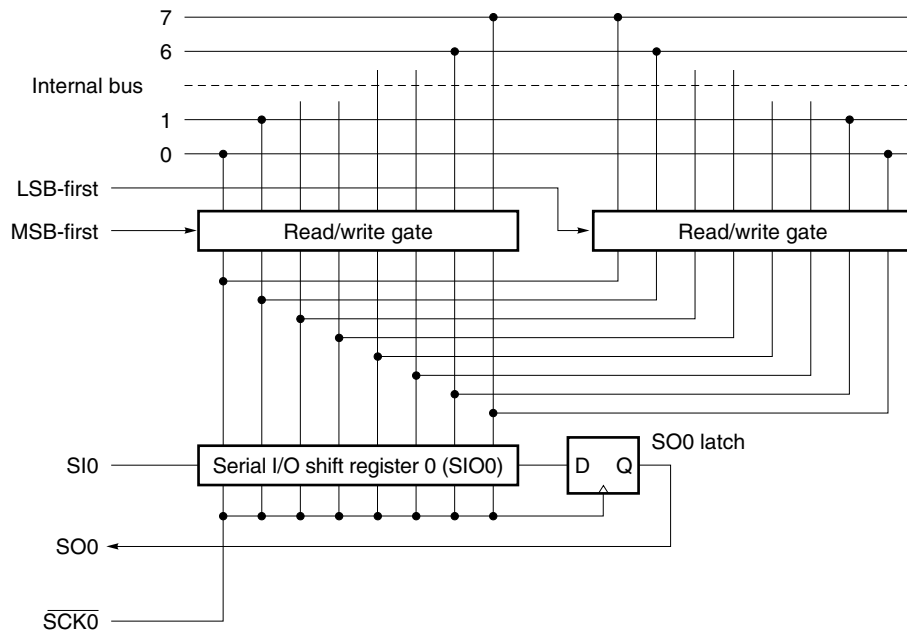 7
6
Internal bus
1
0
LSB-first
MSB-first
Read/write gate
Read/write gate
SO0 latch
SI0
Serial I/O shift register 0 (SIO0)
D Q
SO0
S̅C̅K̅0̅